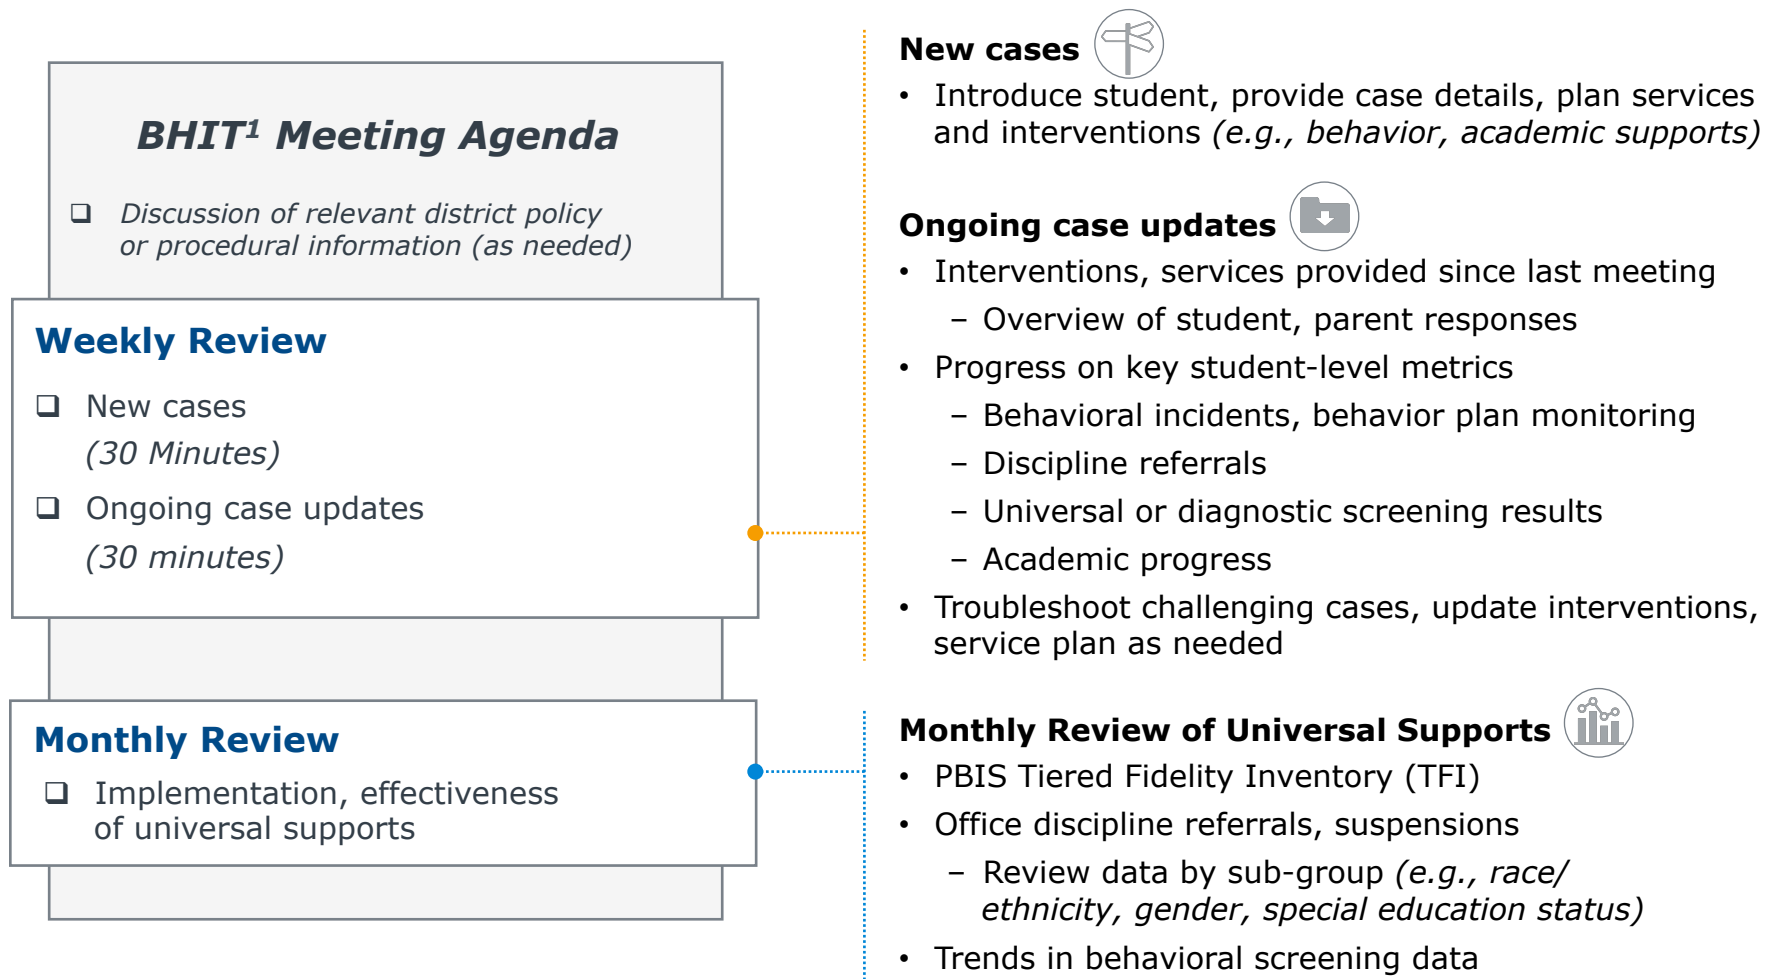 BHIT¹ Meeting Agenda
❑ Discussion of relevant district policy
or procedural information (as needed)
Weekly Review
❑ New cases
(30 Minutes)
❑ Ongoing case updates
(30 minutes)
Monthly Review
❑ Implementation, effectiveness
of universal supports
New cases
• Introduce student, provide case details, plan services
and interventions (e.g., behavior, academic supports)
Ongoing case updates
• Interventions, services provided since last meeting
– Overview of student, parent responses
• Progress on key student-level metrics
– Behavioral incidents, behavior plan monitoring
– Discipline referrals
– Universal or diagnostic screening results
– Academic progress
• Troubleshoot challenging cases, update interventions,
service plan as needed
Monthly Review of Universal Supports
• PBIS Tiered Fidelity Inventory (TFI)
• Office discipline referrals, suspensions
– Review data by sub-group (e.g., race/
ethnicity, gender, special education status)
• Trends in behavioral screening data